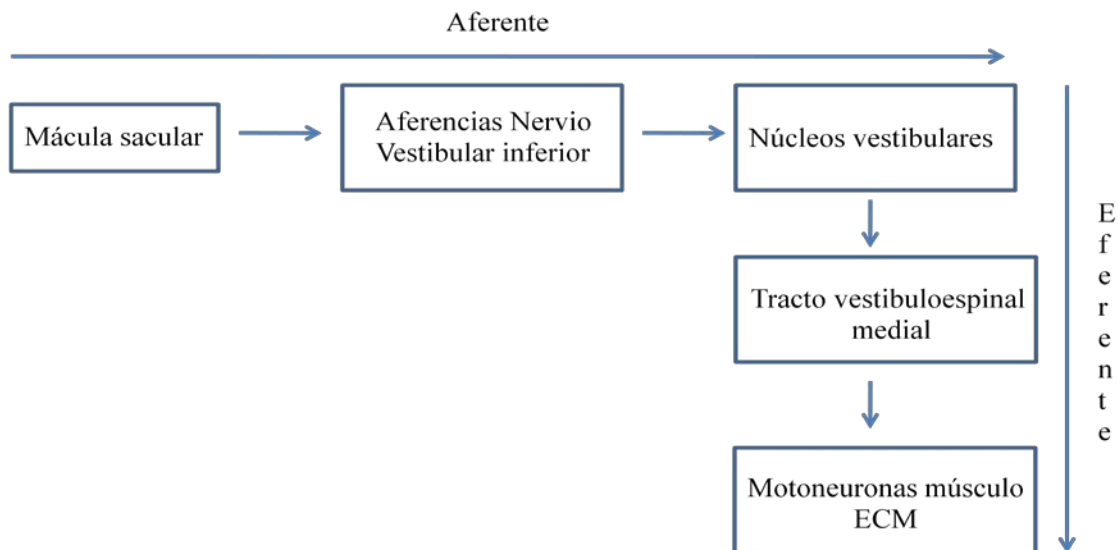 Aferente
Mácula sacular
Aferencias Nervio
Vestibular inferior
Núcleos vestibulares
Tracto vestibuloespinal
medial
Motoneuronas músculo
ECM
Eferente